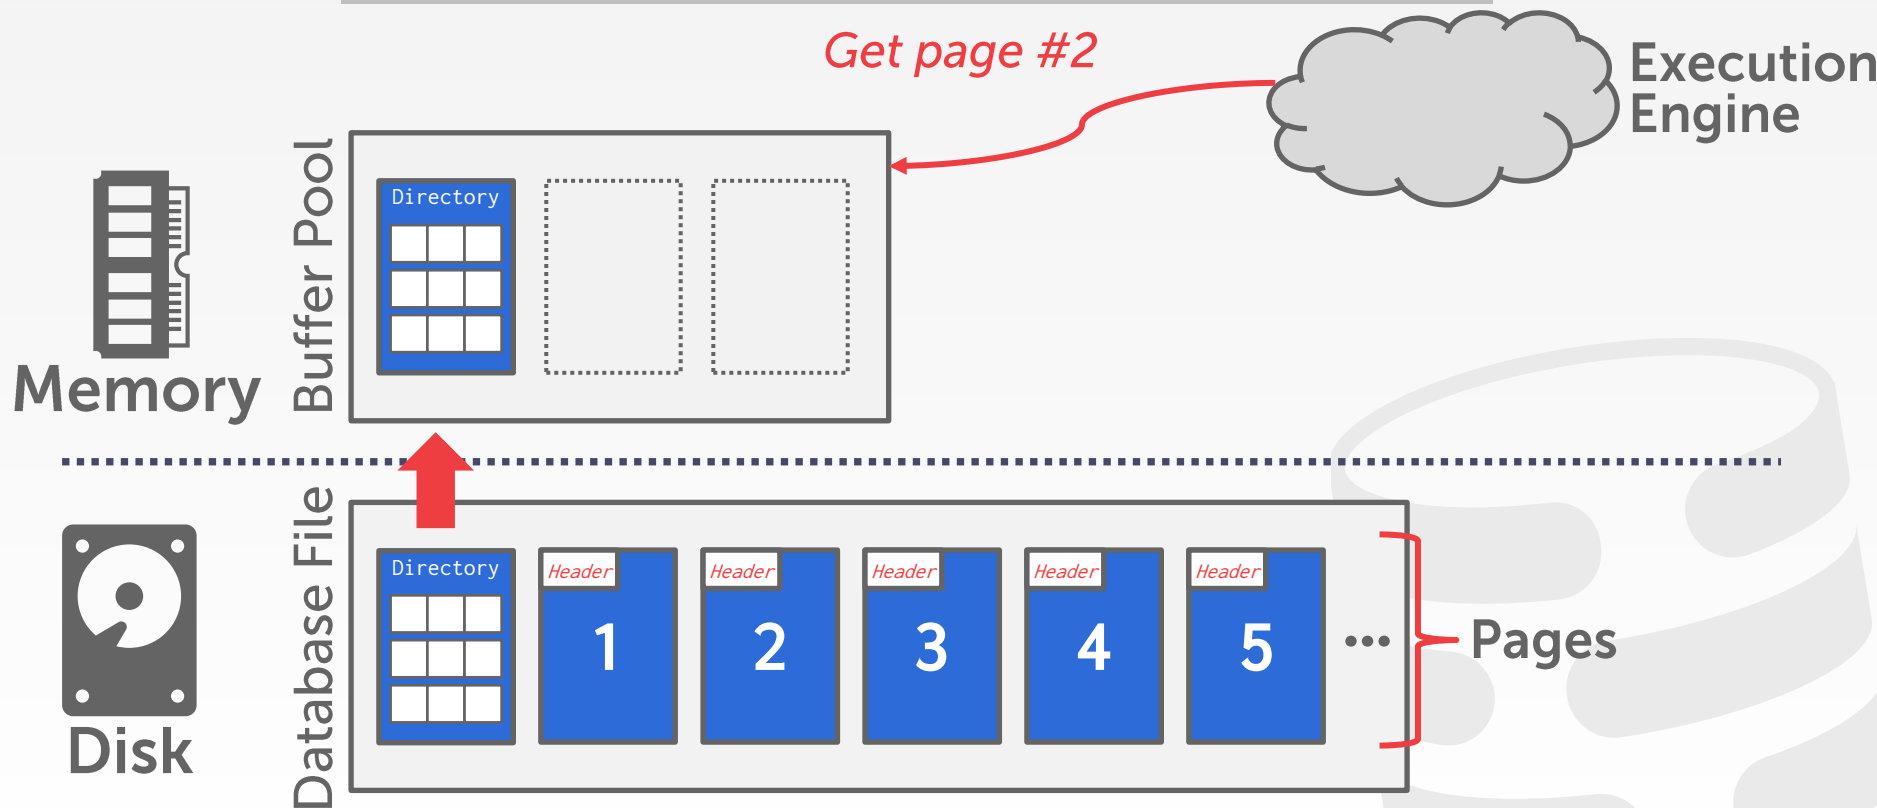 Get page #2
Execution
Engine
Buffer Pool
Directory
Memory
Database File
Directory
Header
1
Header
2
Header
3
Header
4
Header
5
•••
Pages
Disk